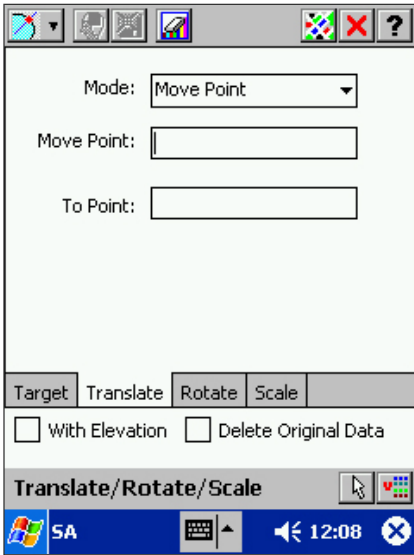 ?
Mode: Move Point
Move Point:
To Point:
Target Translate Rotate Scale
With Elevation Delete Original Data
Translate/Rotate/Scale
SA 12:08